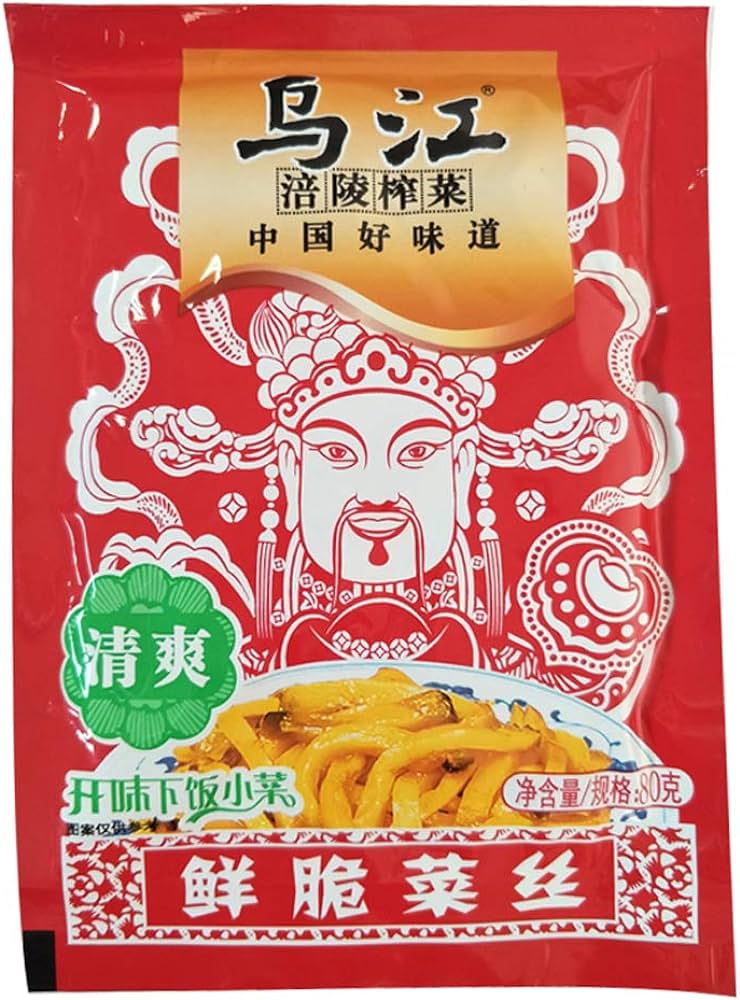 乌江®
涪陵榨菜
中国好味道
清爽
开味下饭小菜
净含量/规格:80克
图案仅供参考
鲜脆菜丝